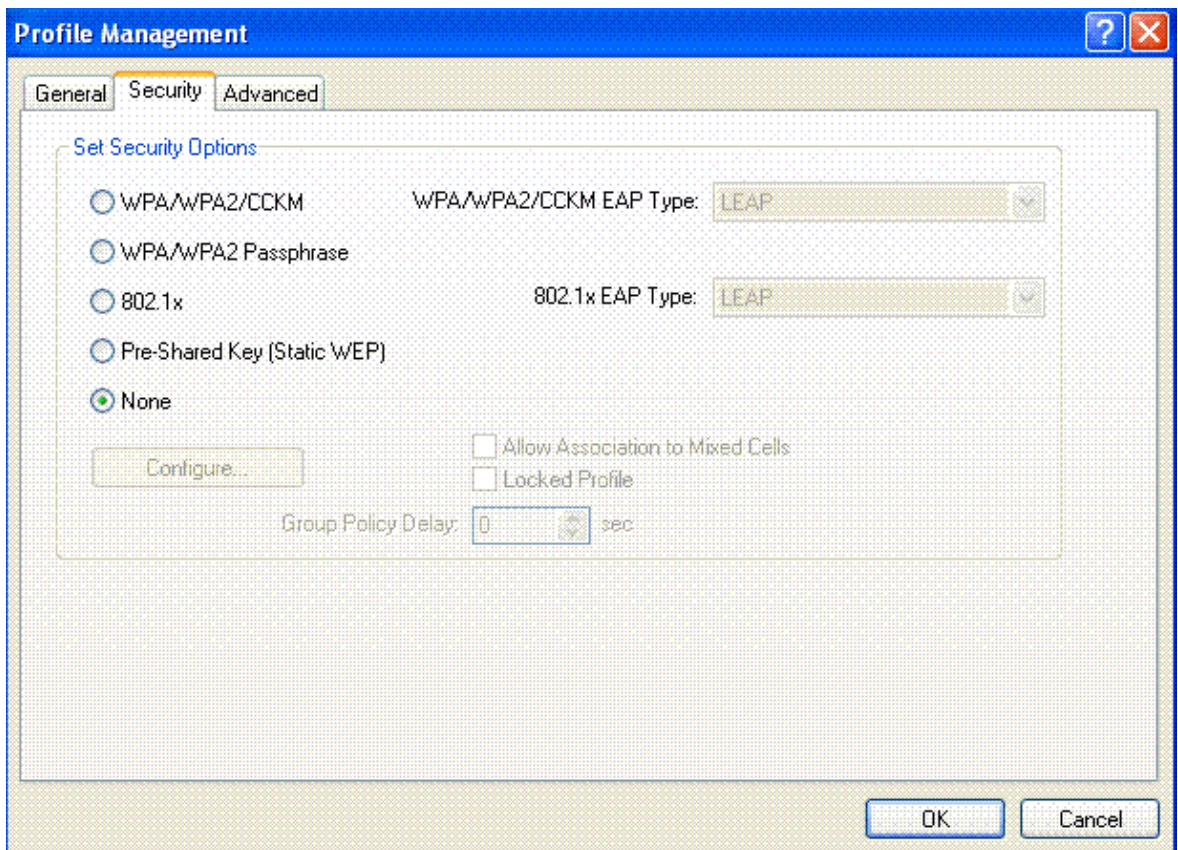 Profile Management
General Security Advanced
Set Security Options
WPA/WPA2/CCKM WPA/WPA2/CCKM EAP Type: LEAP
WPA/WPA2 Passphrase
802.1x 802.1x EAP Type: LEAP
Pre-Shared Key (Static WEP)
None
Allow Association to Mixed Cells
Configure...
Locked Profile
Group Policy Delay: 0 sec
OK Cancel